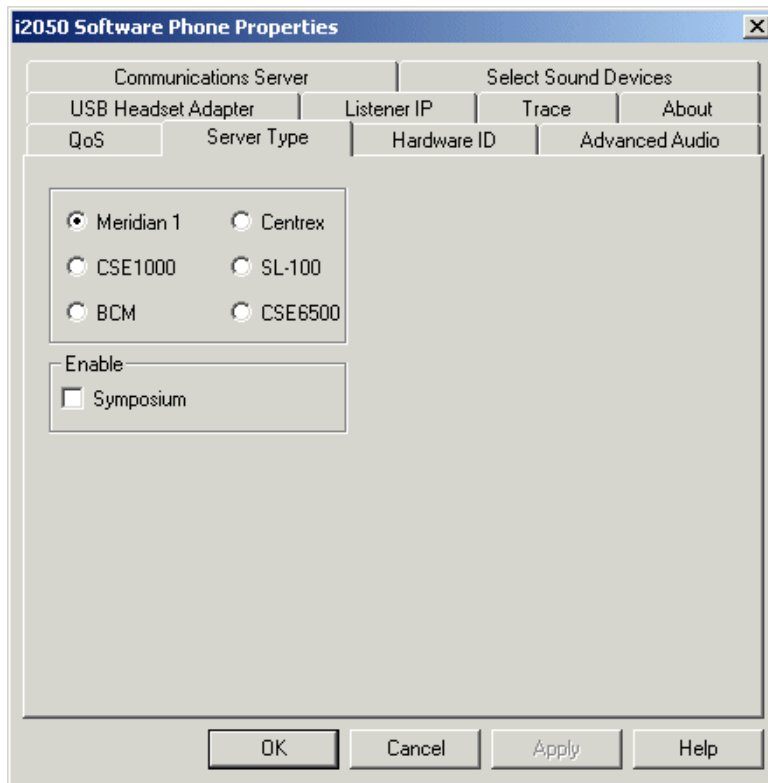 i2050 Software Phone Properties
Communications Server Select Sound Devices
USB Headset Adapter Listener IP Trace About
QoS Server Type Hardware ID Advanced Audio
Meridian 1 Centrex
CSE1000 SL-100
BCM CSE6500
Enable
Symposium
OK Cancel Apply Help